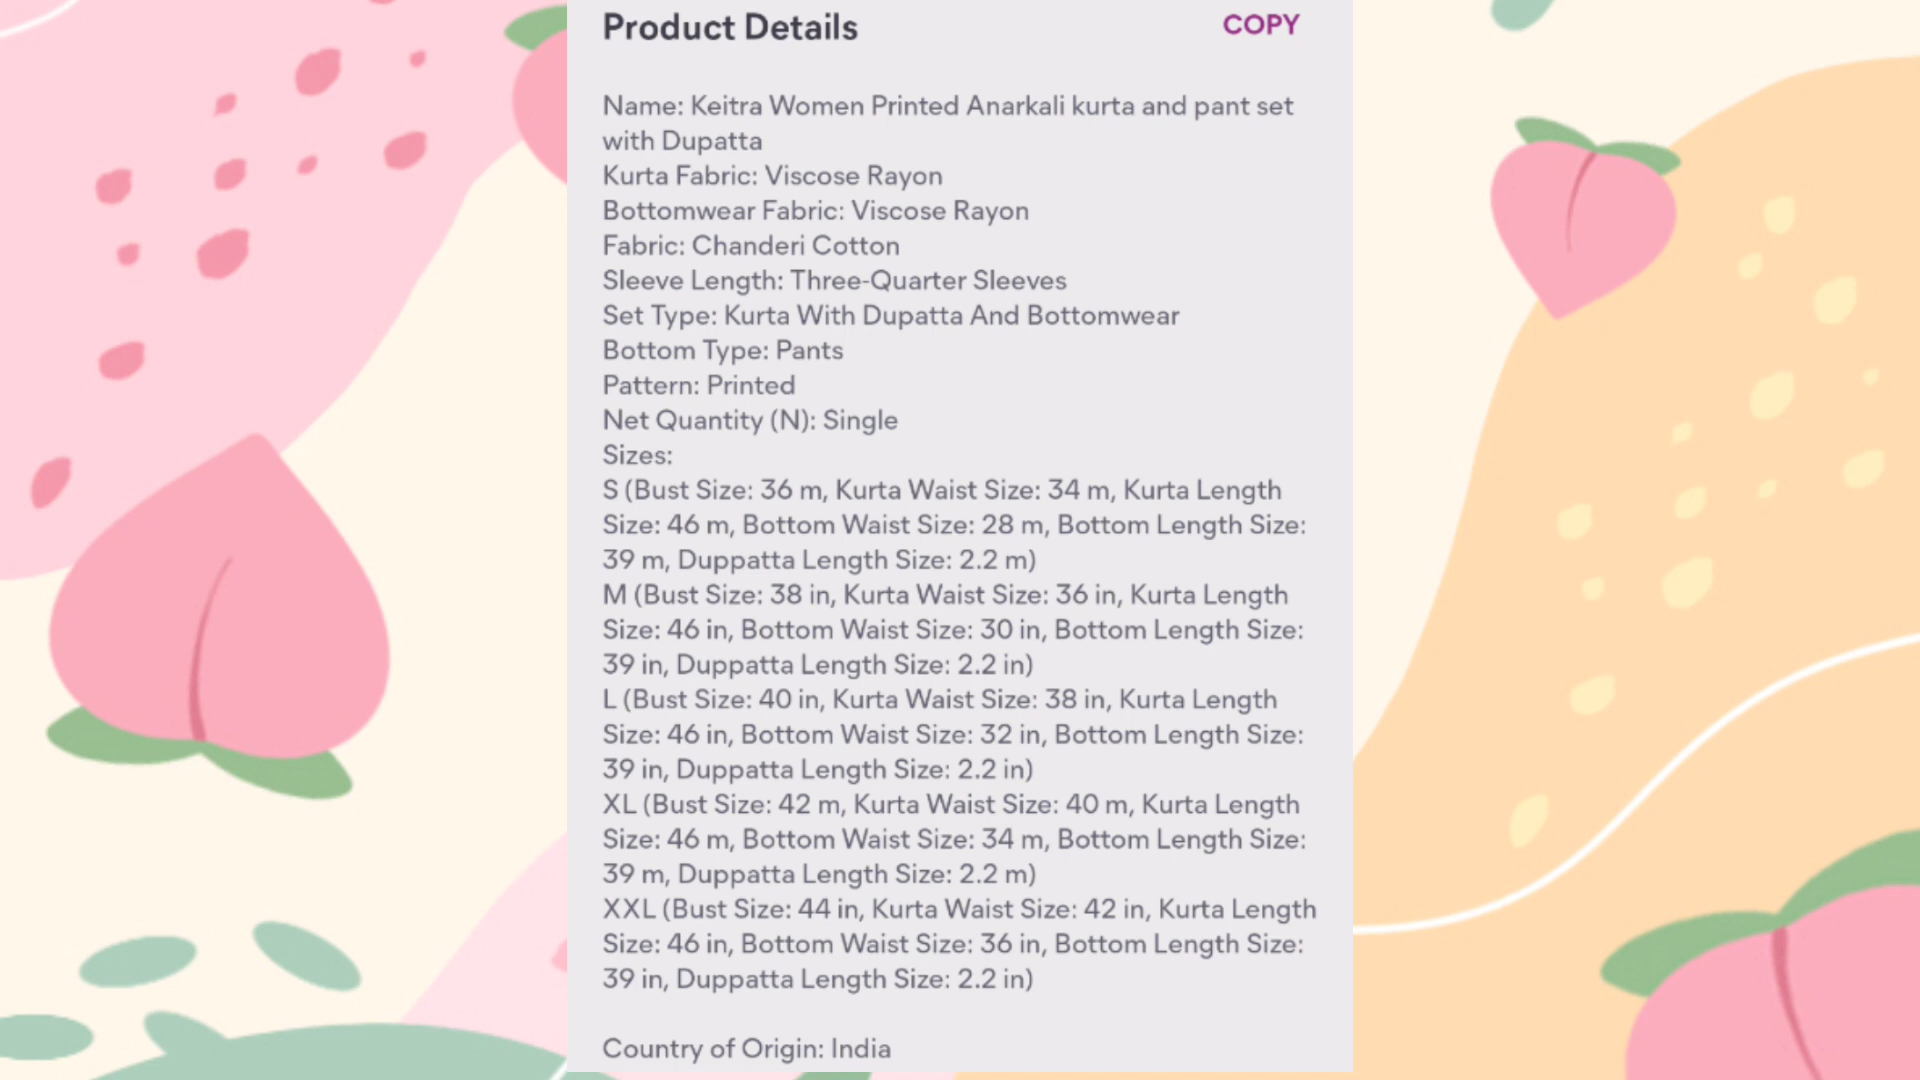 Product Details
COPY
Name: Keitra Women Printed Anarkali kurta and pant set
with Dupatta
Kurta Fabric: Viscose Rayon
Bottomwear Fabric: Viscose Rayon
Fabric: Chanderi Cotton
Sleeve Length: Three-Quarter Sleeves
Set Type: Kurta With Dupatta And Bottomwear
Bottom Type: Pants
Pattern: Printed
Net Quantity (N): Single
Sizes:
S (Bust Size: 36 m, Kurta Waist Size: 34 m, Kurta Length
Size: 46 m, Bottom Waist Size: 28 m, Bottom Length Size:
39 m, Duppatta Length Size: 2.2 m)
M (Bust Size: 38 in, Kurta Waist Size: 36 in, Kurta Length
Size: 46 in, Bottom Waist Size: 30 in, Bottom Length Size:
39 in, Duppatta Length Size: 2.2 in)
L (Bust Size: 40 in, Kurta Waist Size: 38 in, Kurta Length
Size: 46 in, Bottom Waist Size: 32 in, Bottom Length Size:
39 in, Duppatta Length Size: 2.2 in)
XL (Bust Size: 42 m, Kurta Waist Size: 40 m, Kurta Length
Size: 46 m, Bottom Waist Size: 34 m, Bottom Length Size:
39 m, Duppatta Length Size: 2.2 m)
XXL (Bust Size: 44 in, Kurta Waist Size: 42 in, Kurta Length
Size: 46 in, Bottom Waist Size: 36 in, Bottom Length Size:
39 in, Duppatta Length Size: 2.2 in)
Country of Origin: India